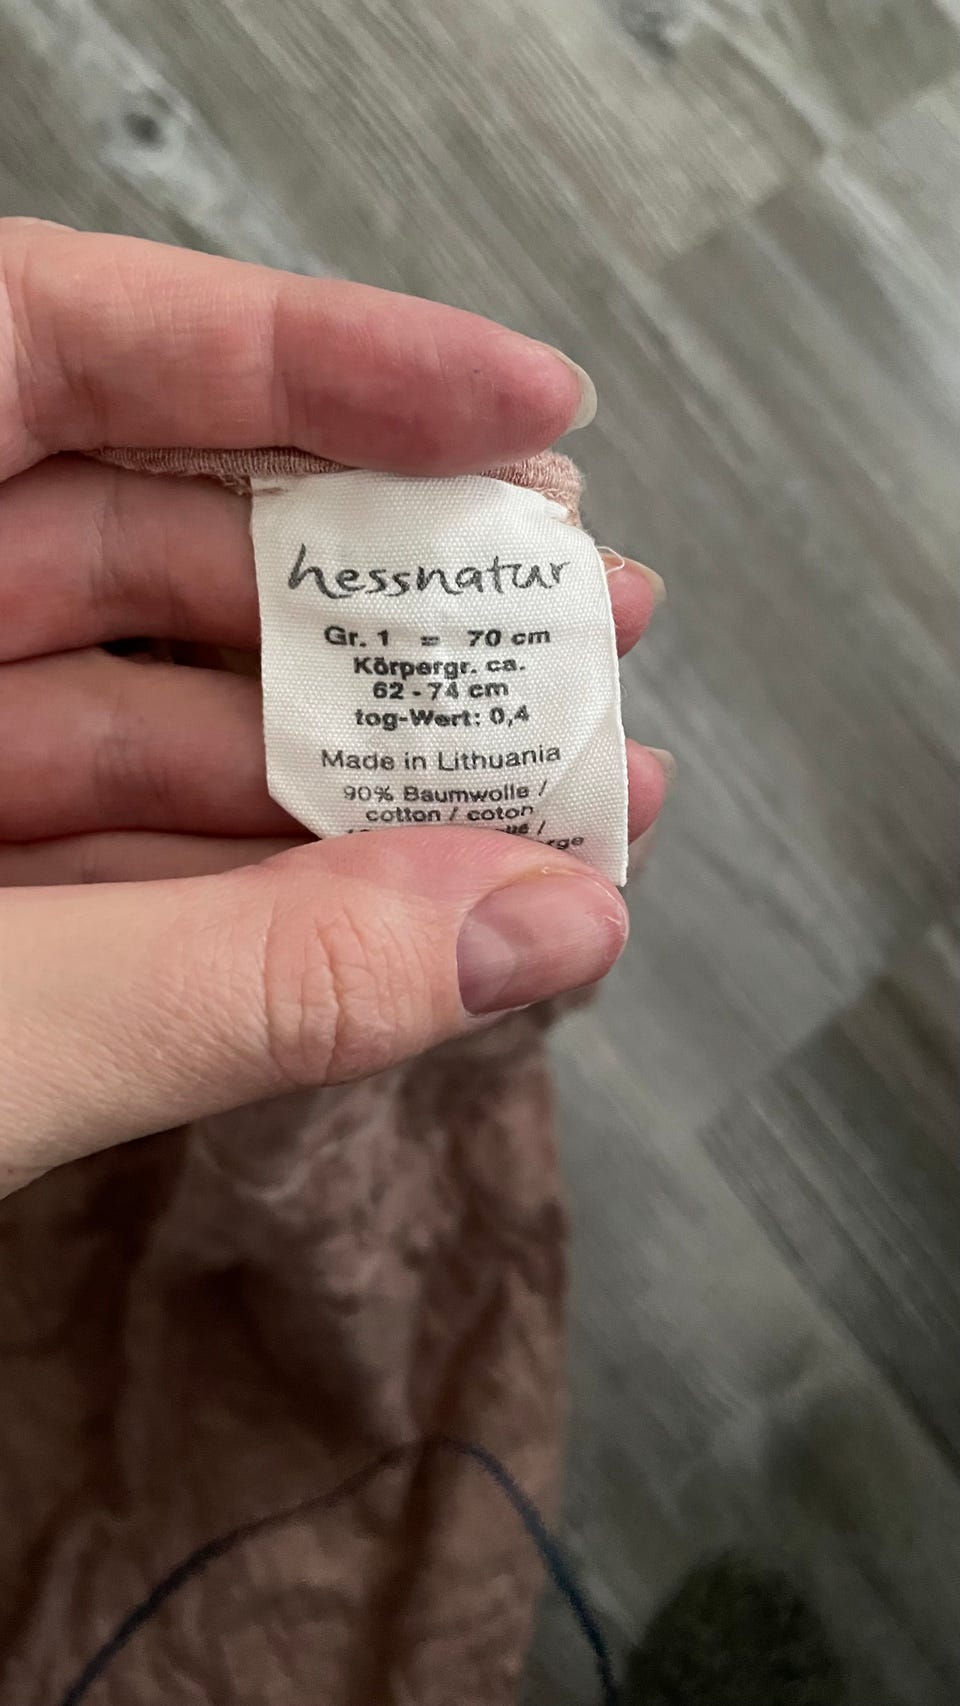 hessnatur
Gr. 1 = 70 cm
Körpergr. ca.
62 - 74 cm
tog-Wert: 0,4
Made in Lithuania
90% Baumwolle /
cotton / coton
/